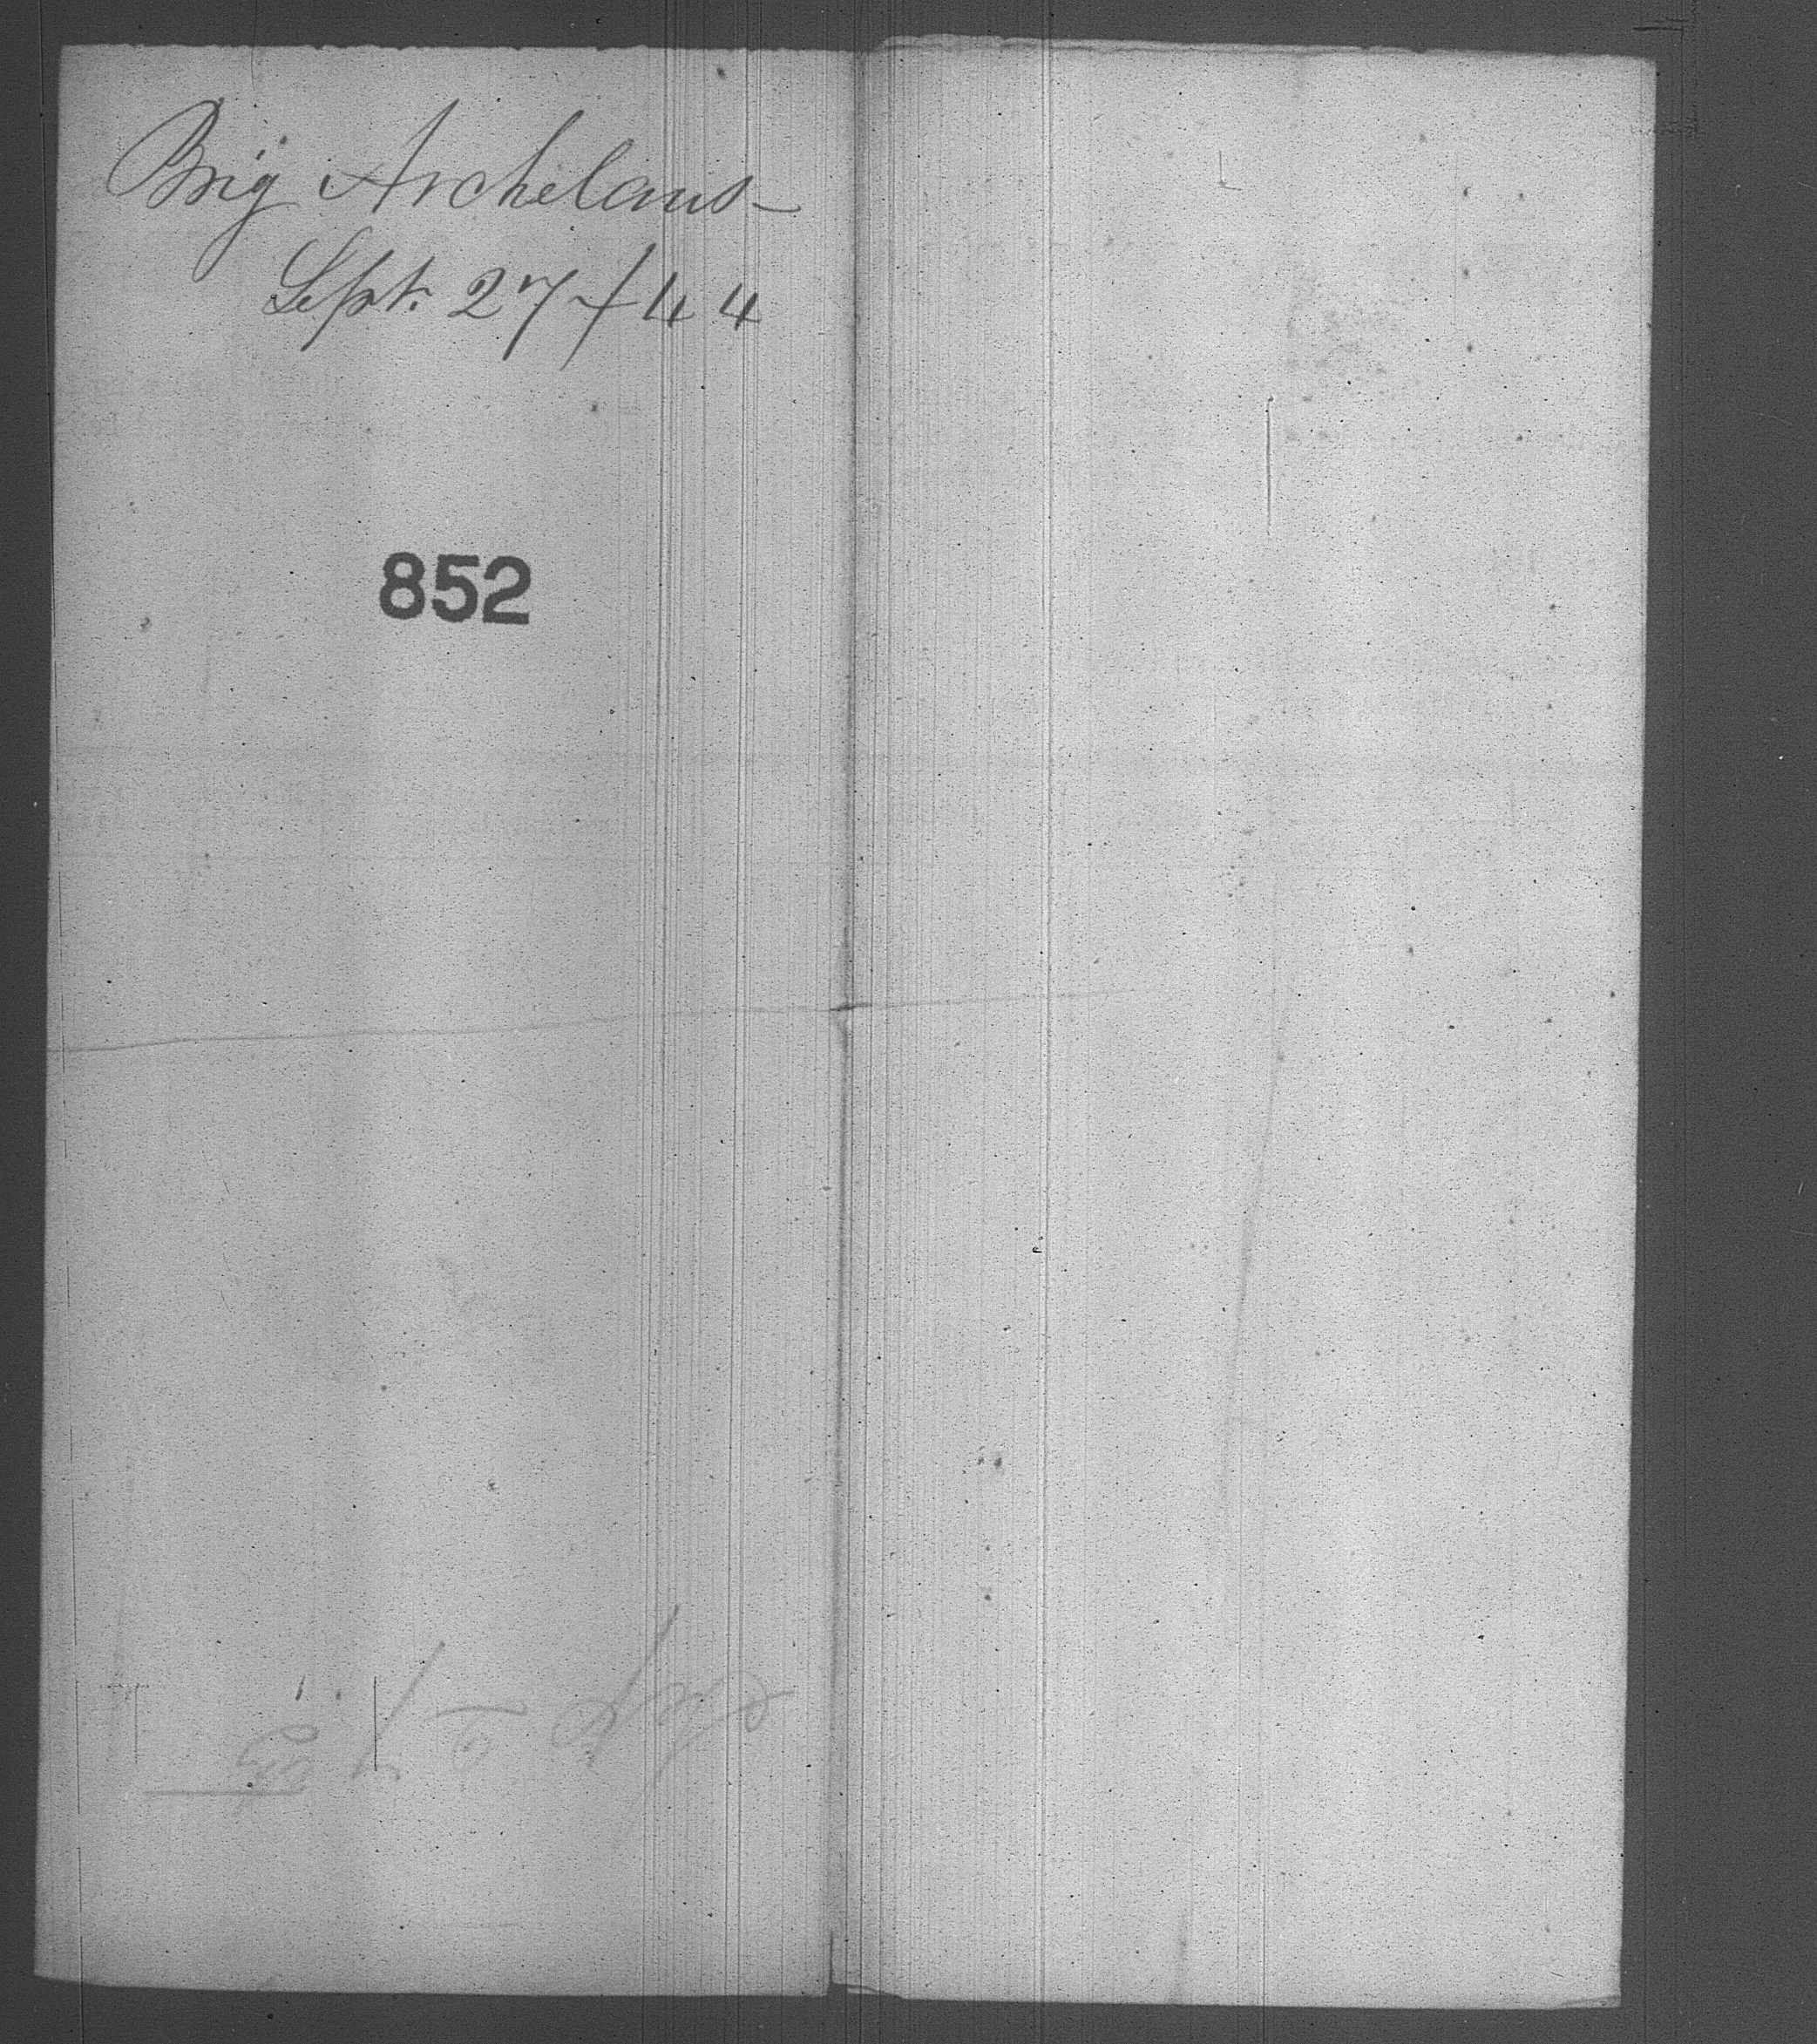 Brig Archelaus—
Sept. 27/44
852